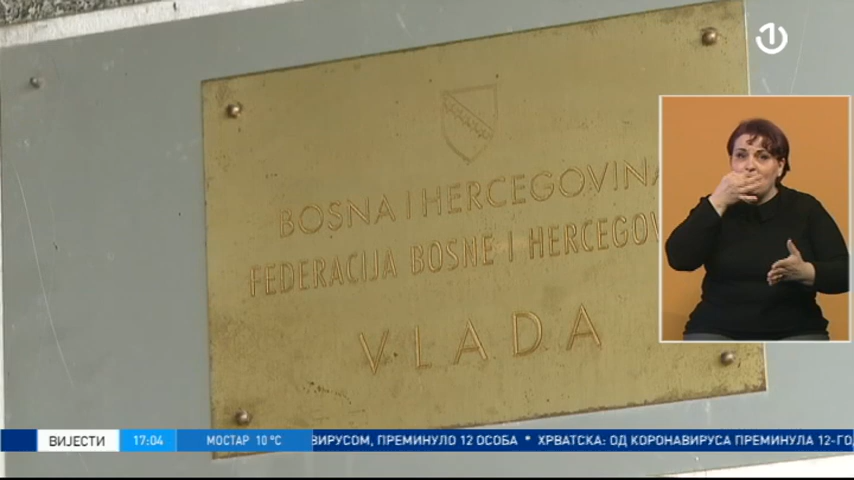 BOSNA I HERCEGOVINA
FEDERACIJA BOSNE I HERCEGOV
VLADA
ВИЈЕСТИ 17:04 МОСТАР 10°C ВИРУСОМ, ПРЕМИНУЛО 12 ОСОБА * ХРВАТСКА: ОД КОРОНАВИРУСА ПРЕМИНУЛА 12-ГО